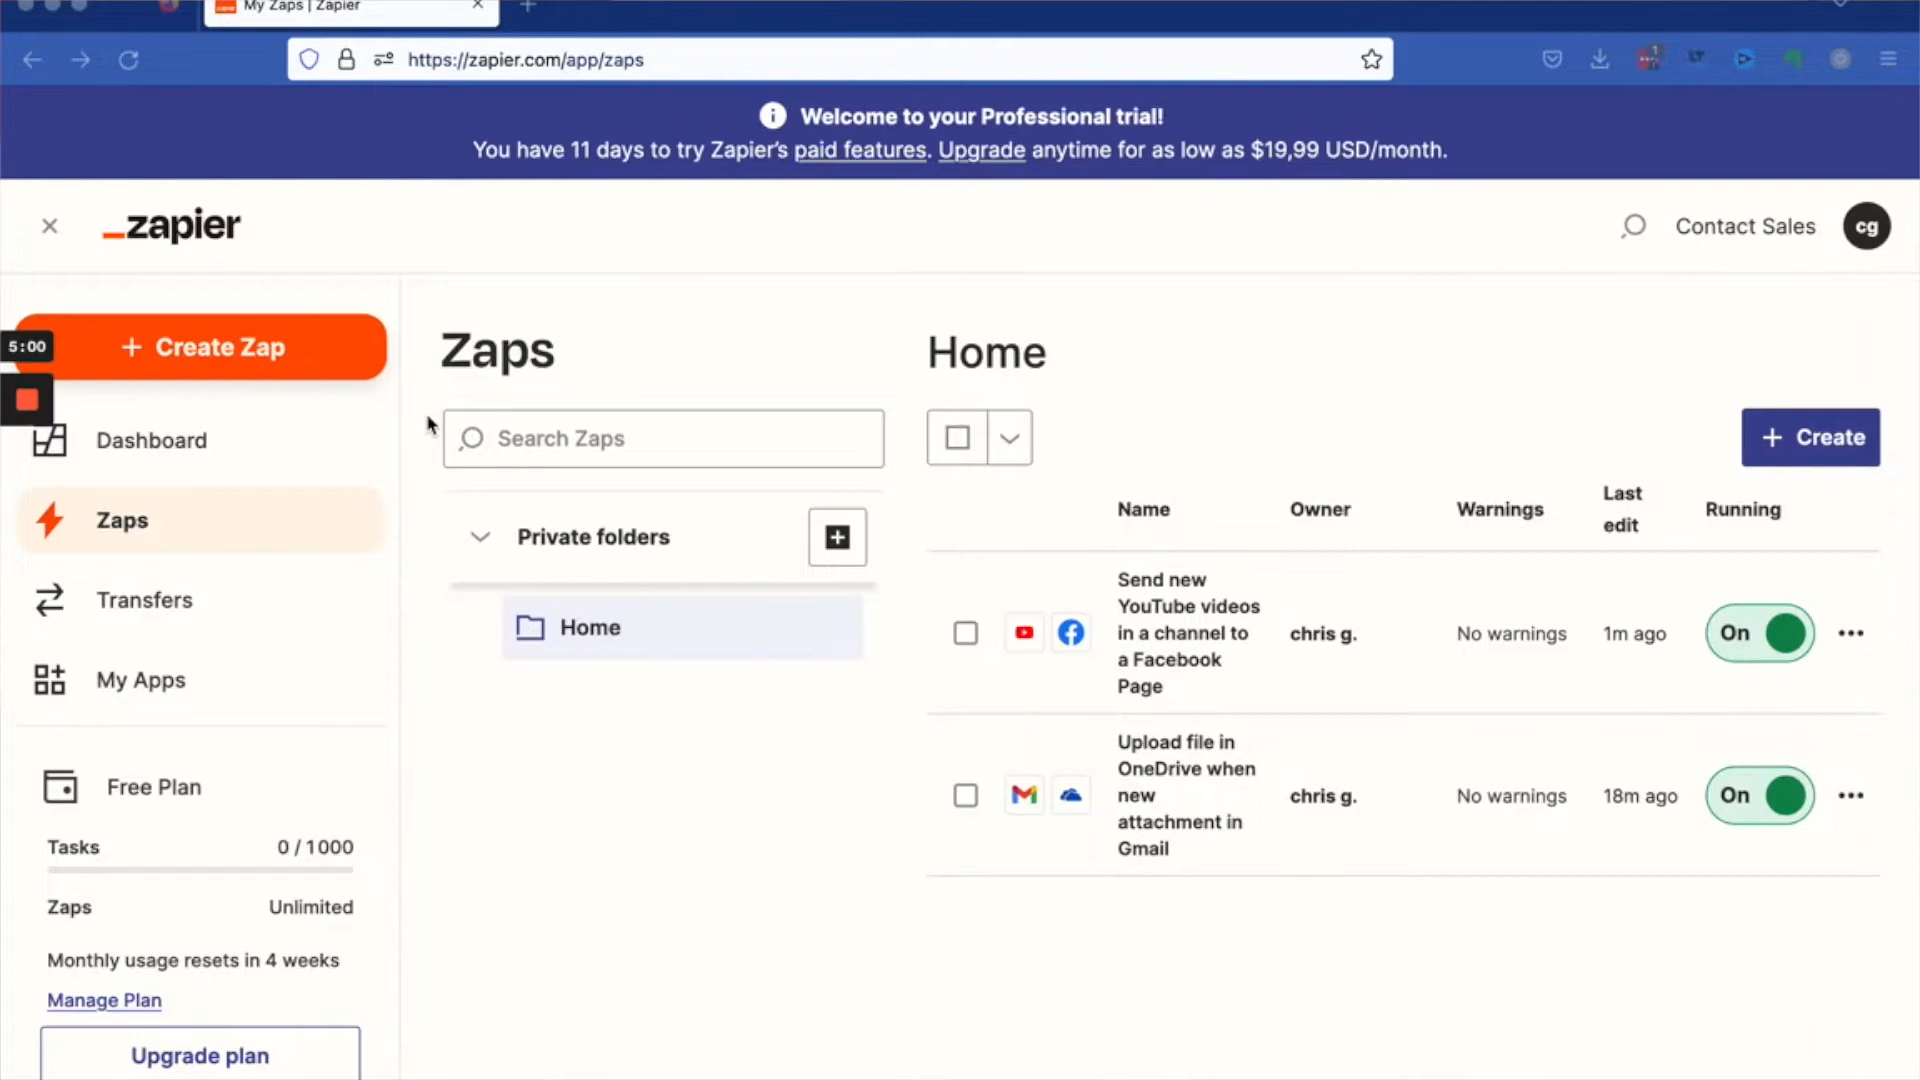 My Zaps | Zapier
https://zapier.com/app/zaps
1
LT
Welcome to your Professional trial!
You have 11 days to try Zapier's paid features. Upgrade anytime for as low as $19,99 USD/month.
zapier
Contact Sales
cg
5:00
+ Create Zap
Dashboard
Zaps
Transfers
My Apps
Free Plan
Tasks 0 / 1000
Zaps Unlimited
Monthly usage resets in 4 weeks
Manage Plan
Upgrade plan
Zaps
Search Zaps
Private folders
Home
Home
+ Create
Name Owner Warnings Last edit Running
Send new
YouTube videos
in a channel to
a Facebook
Page
chris g.
No warnings
1m ago
On
Upload file in
OneDrive when
new
attachment in
Gmail
chris g.
No warnings
18m ago
On